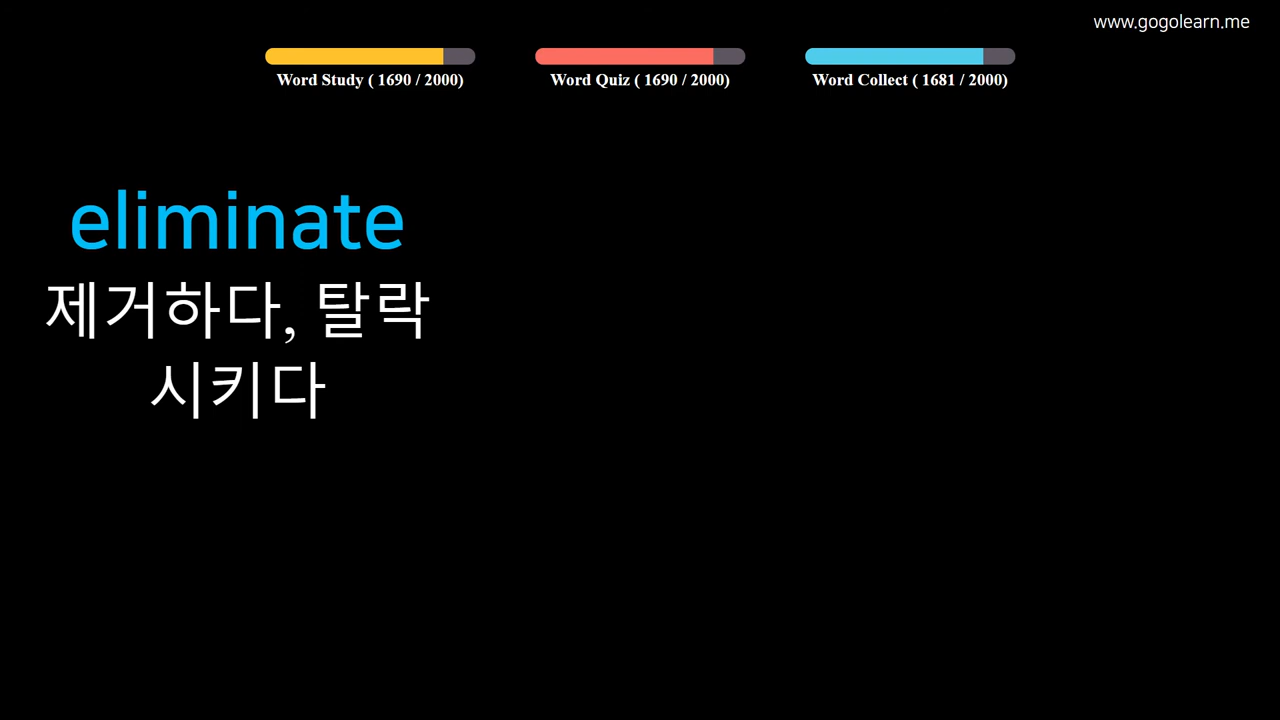 www.gogolearn.me
Word Study ( 1690 / 2000)
Word Quiz ( 1690 / 2000)
Word Collect ( 1681 / 2000)
eliminate
제거하다, 탈락
시키다